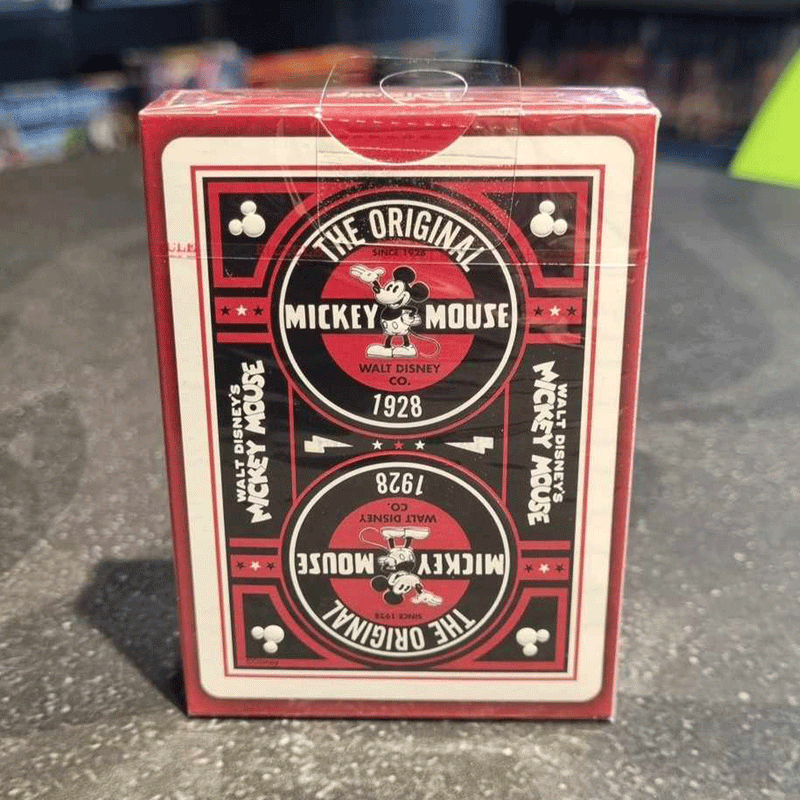 THE ORIGINAL
SINCE 1928
MICKEY MOUSE
WALT DISNEY
CO.
1928
WALT DISNEY'S
MICKEY MOUSE
WALT DISNEY'S
MICKEY MOUSE
1928
WALT DISNEY
CO.
MICKEY MOUSE
SINCE 1928
THE ORIGINAL